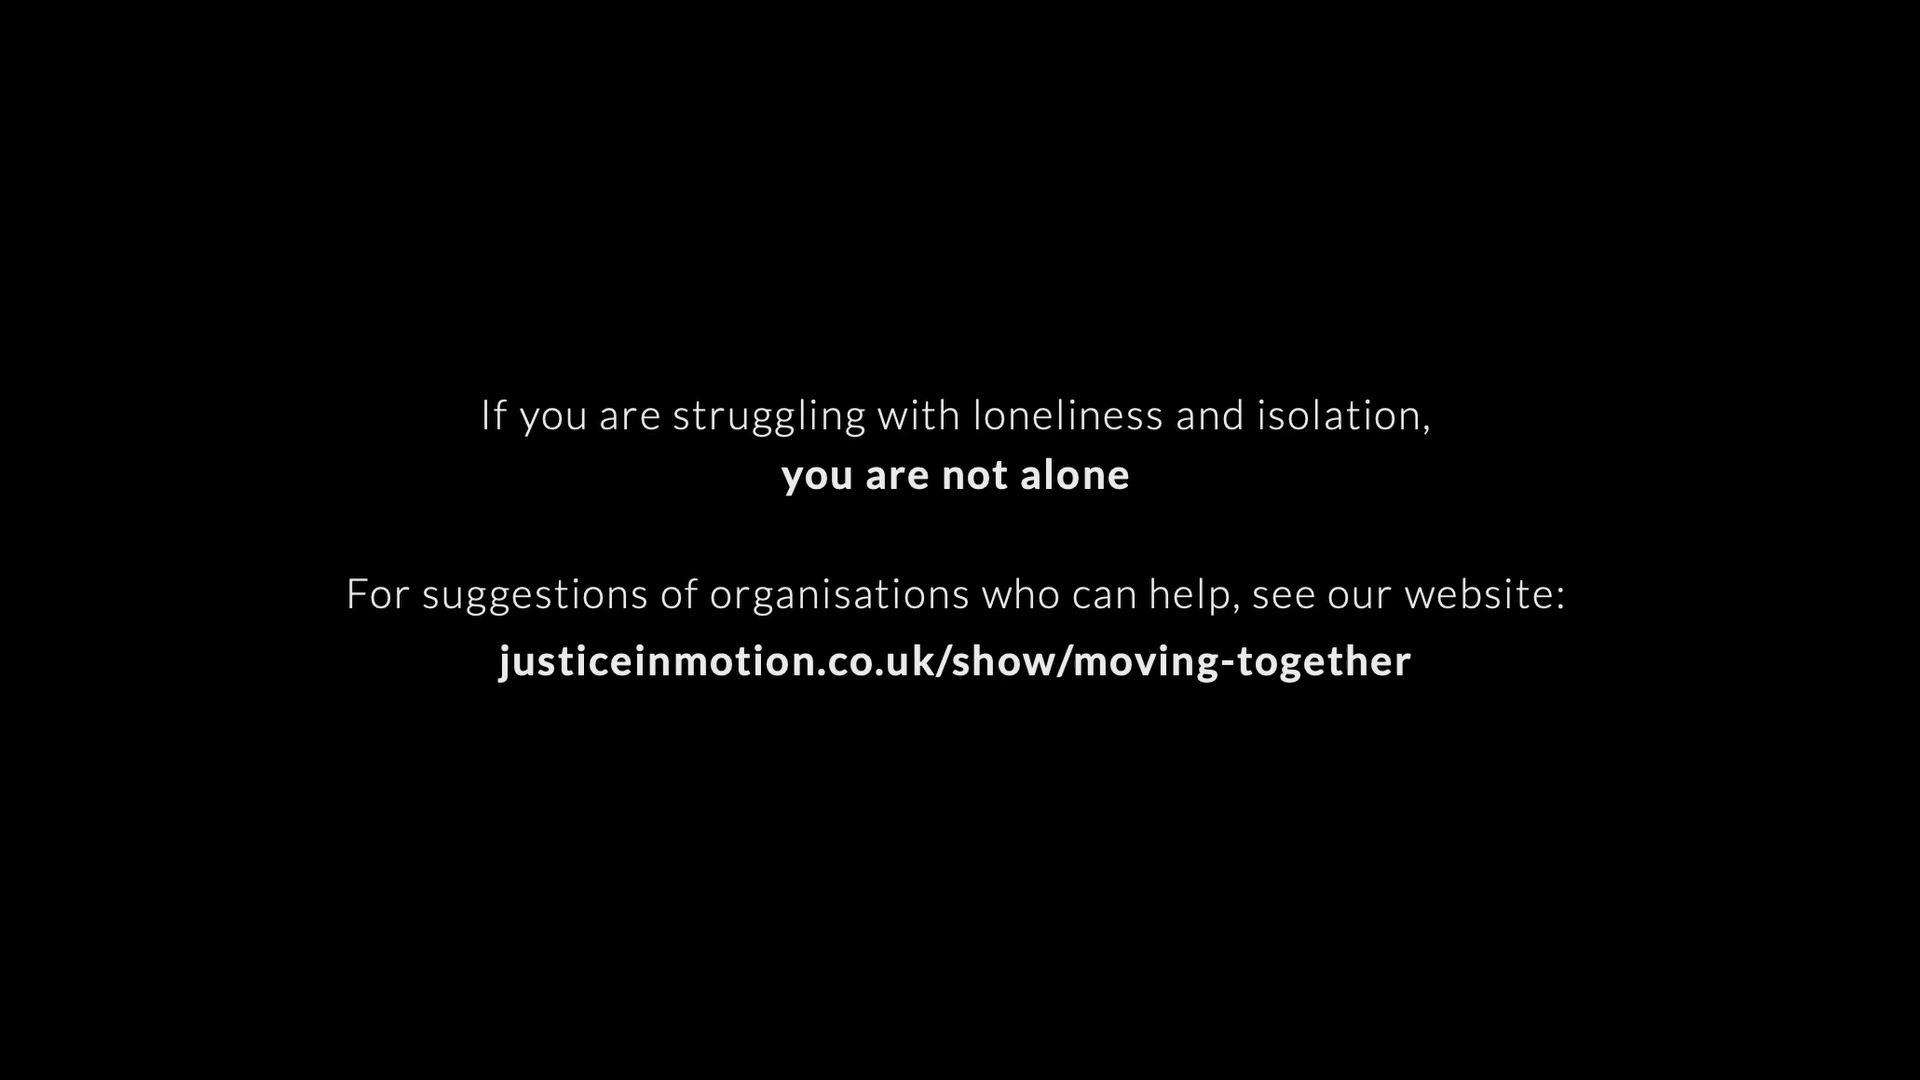 If you are struggling with loneliness and isolation,
you are not alone
For suggestions of organisations who can help, see our website:
justiceinmotion.co.uk/show/moving-together